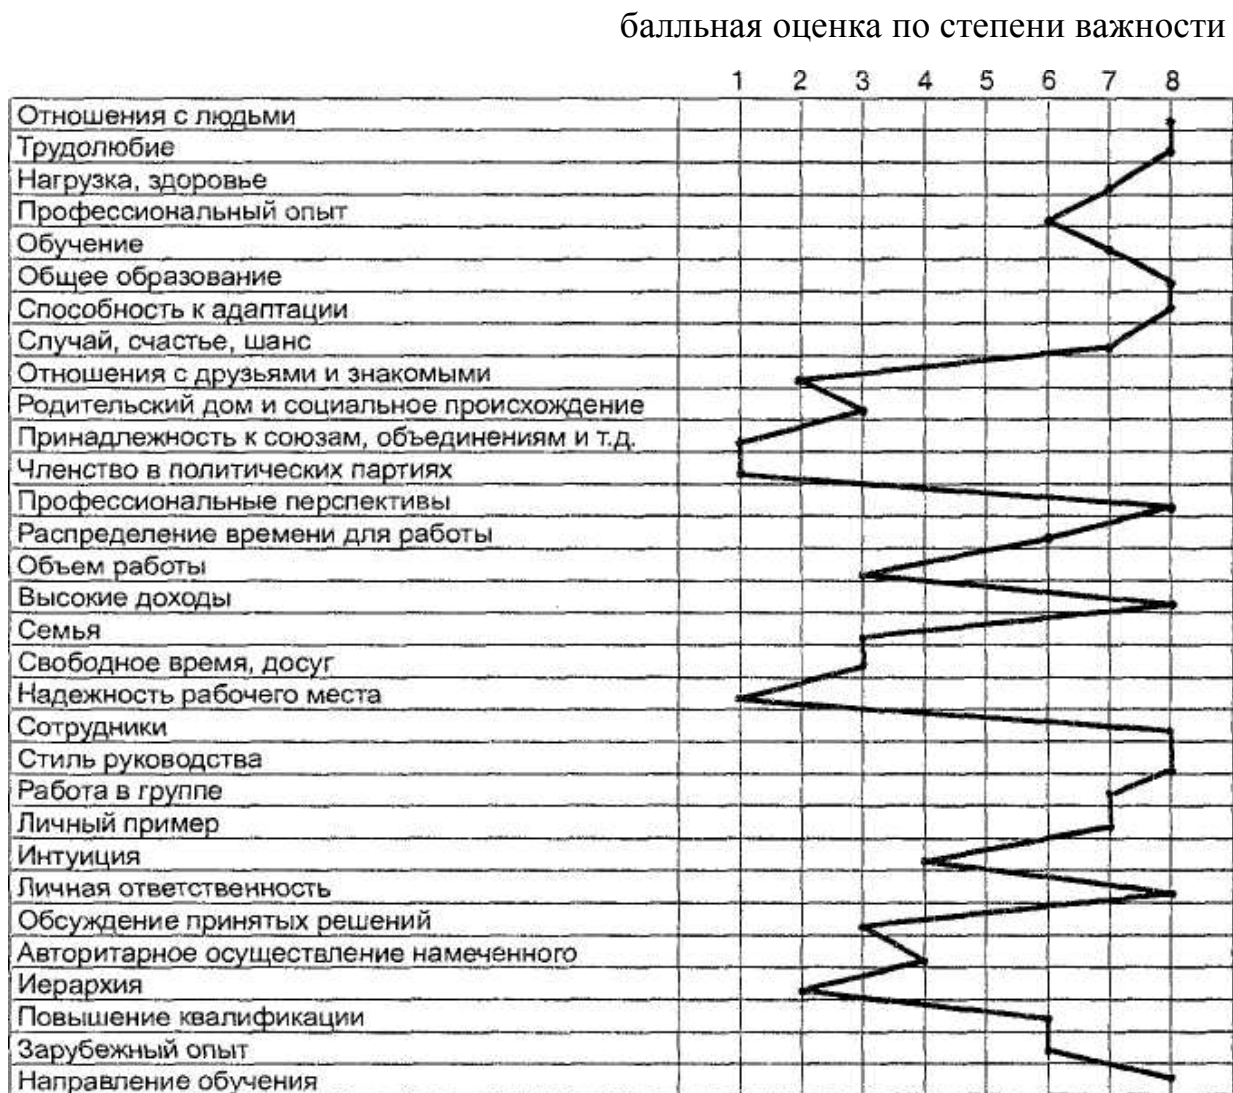 балльная оценка по степени важности
1 2 3 4 5 6 7 8
Отношения с людьми
Трудолюбие
Нагрузка, здоровье
Профессиональный опыт
Обучение
Общее образование
Способность к адаптации
Случай, счастье, шанс
Отношения с друзьями и знакомыми
Родительский дом и социальное происхождение
Принадлежность к союзам, объединениям и т.д.
Членство в политических партиях
Профессиональные перспективы
Распределение времени для работы
Объем работы
Высокие доходы
Семья
Свободное время, досуг
Надежность рабочего места
Сотрудники
Стиль руководства
Работа в группе
Личный пример
Интуиция
Личная ответственность
Обсуждение принятых решений
Авторитарное осуществление намеченного
Иерархия
Повышение квалификации
Зарубежный опыт
Направление обучения